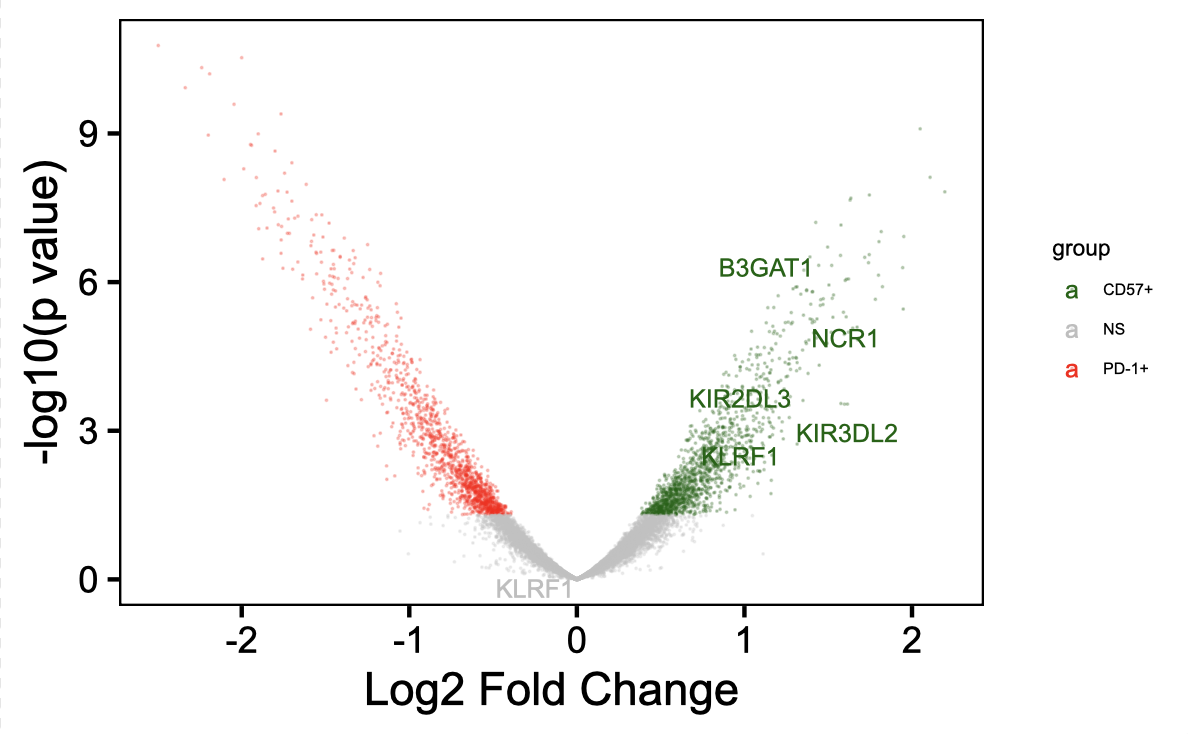 -log10(p value)
9
6
3
0
B3GAT1
NCR1
KIR2DL3
KIR3DL2
KLRF1
KLRF1
-2 -1 0 1 2
Log2 Fold Change
group
a CD57+
a NS
a PD-1+